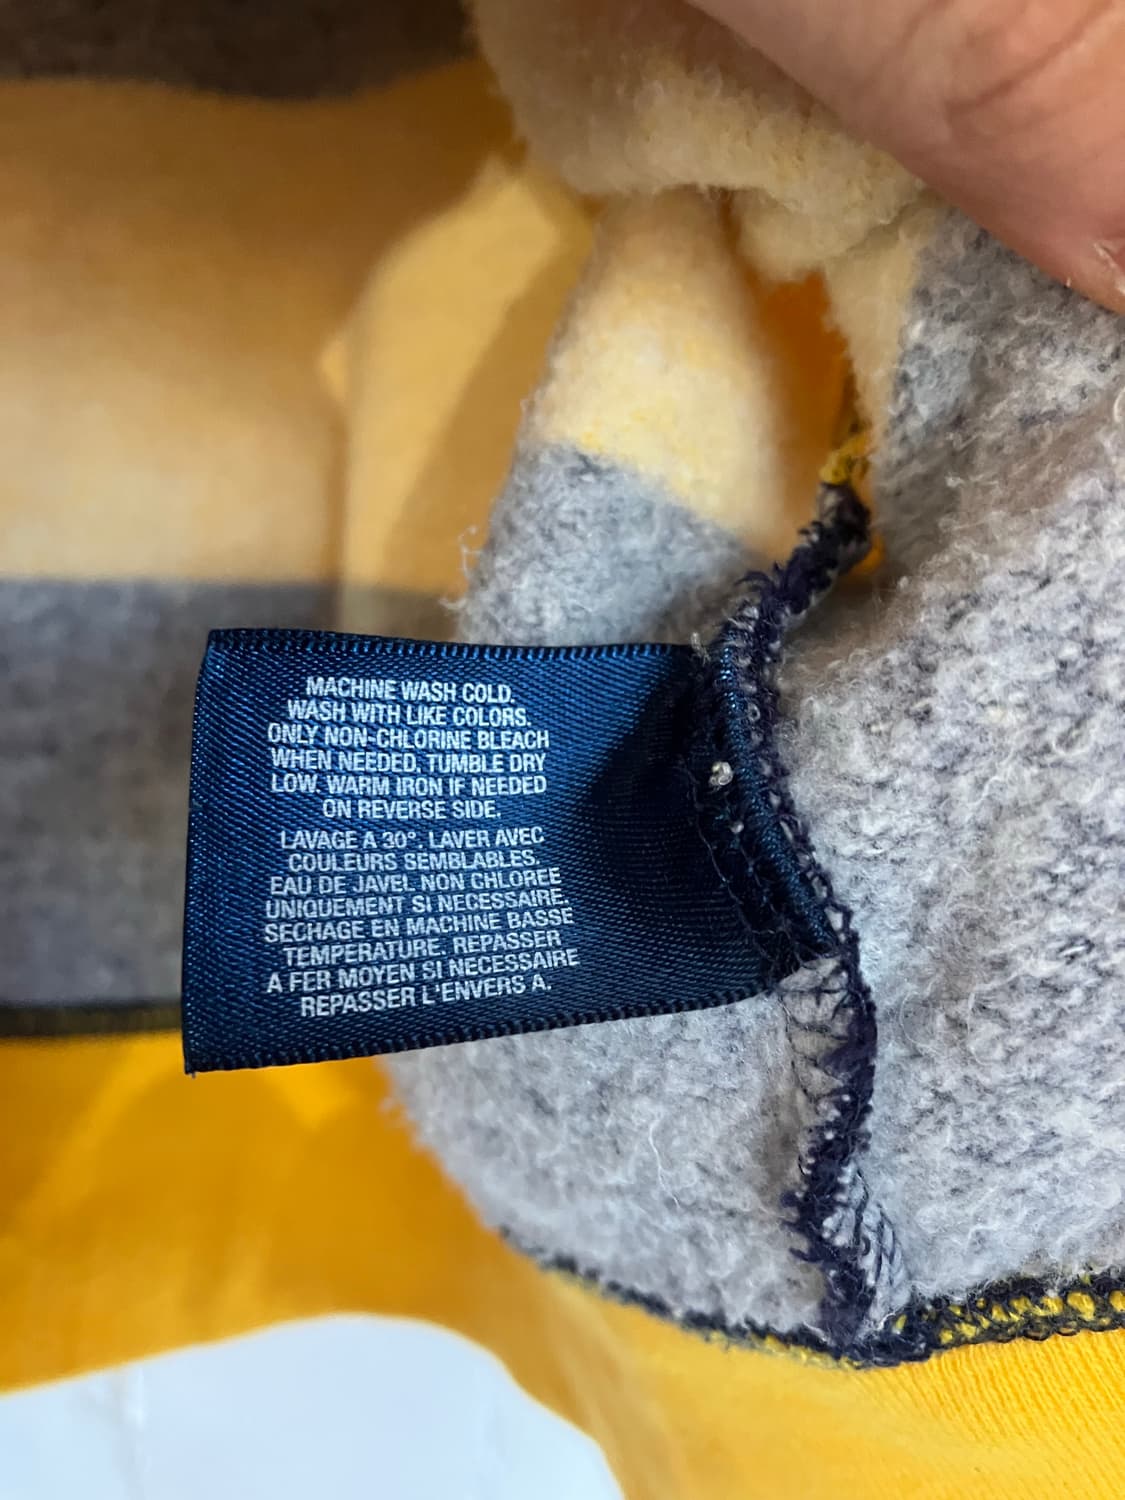 MACHINE WASH COLD.
WASH WITH LIKE COLORS.
ONLY NON-CHLORINE BLEACH
WHEN NEEDED. TUMBLE DRY
LOW. WARM IRON IF NEEDED
ON REVERSE SIDE.
LAVAGE A 30°. LAVER AVEC
COULEURS SEMBLABLES.
EAU DE JAVEL NON CHLOREE
UNIQUEMENT SI NECESSAIRE.
SECHAGE EN MACHINE BASSE
TEMPERATURE. REPASSER
A FER MOYEN SI NECESSAIRE
REPASSER L'ENVERS A.